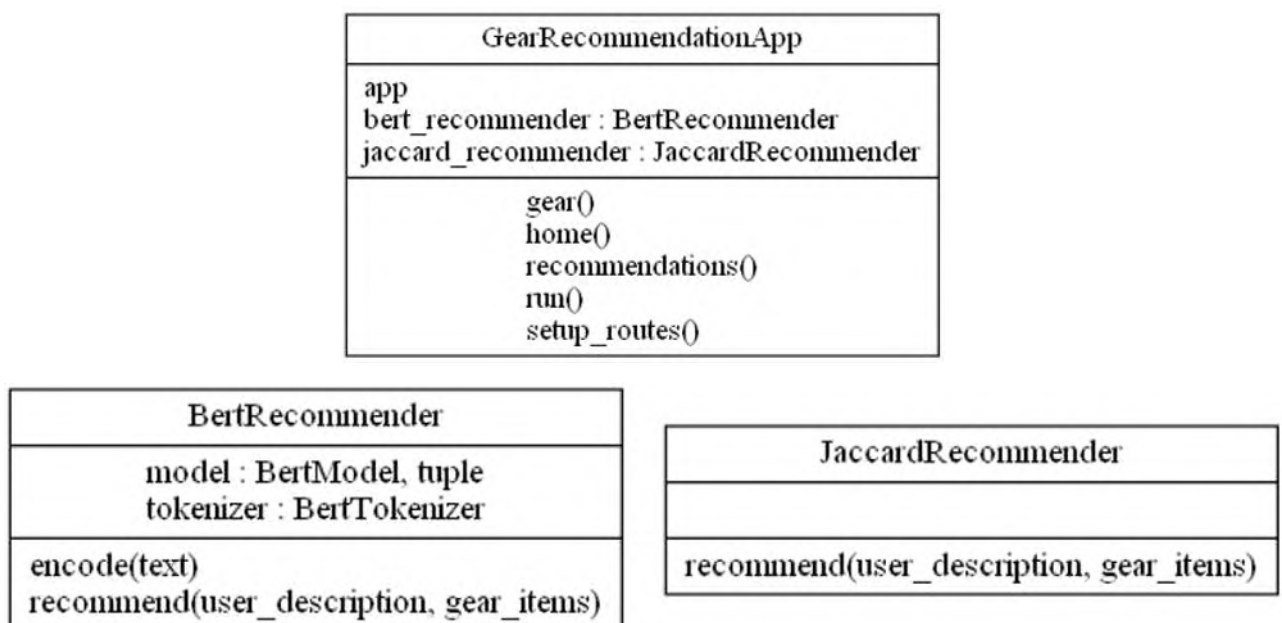 GearRecommendationApp
app
bert_recommender : BertRecommender
jaccard_recommender : JaccardRecommender
gear()
home()
recommendations()
run()
setup_routes()
BertRecommender
model : BertModel, tuple
tokenizer : BertTokenizer
encode(text)
recommend(user_description, gear_items)
JaccardRecommender
recommend(user_description, gear_items)